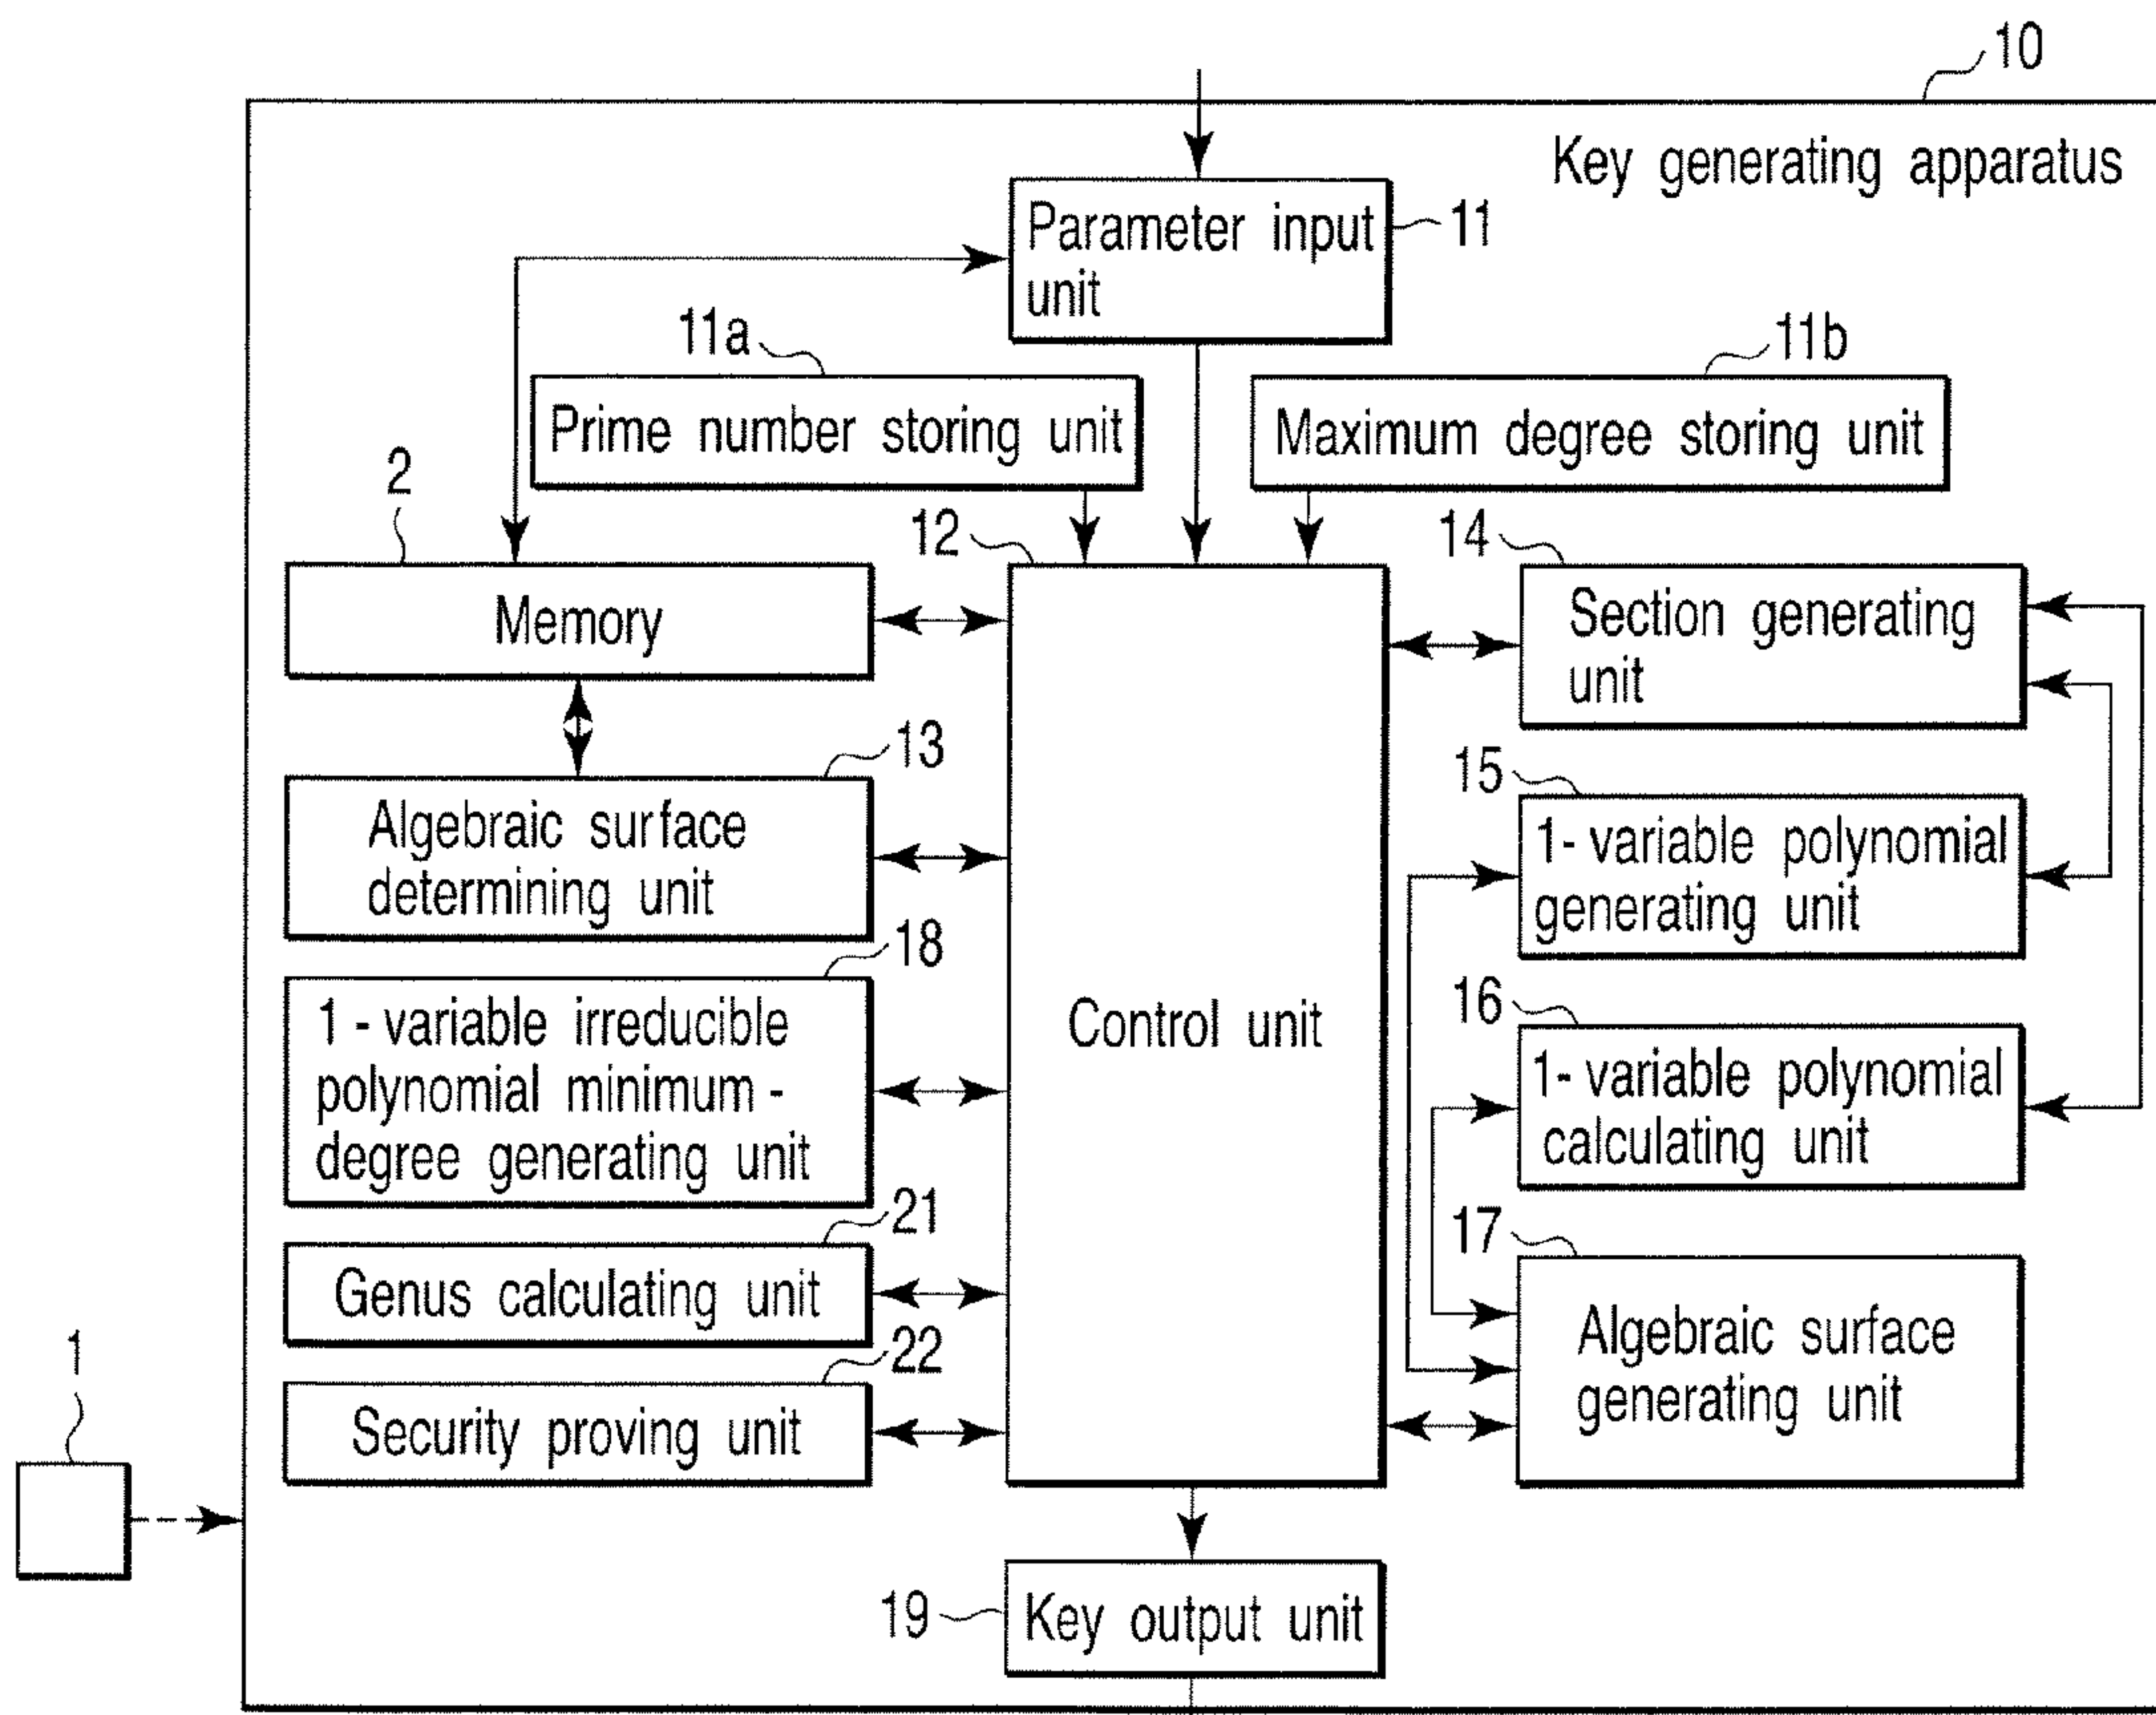 10
Key generating apparatus
Parameter input
unit
11
11a
11b
Prime number storing unit
Maximum degree storing unit
2
12
14
Memory
Section generating
unit
13
15
Algebraic surface
determining unit
1- variable polynomial
generating unit
18
16
1 - variable irreducible
polynomial minimum -
degree generating unit
Control unit
1- variable polynomial
calculating unit
21
17
Genus calculating unit
Algebraic surface
generating unit
22
1
Security proving unit
19
Key output unit